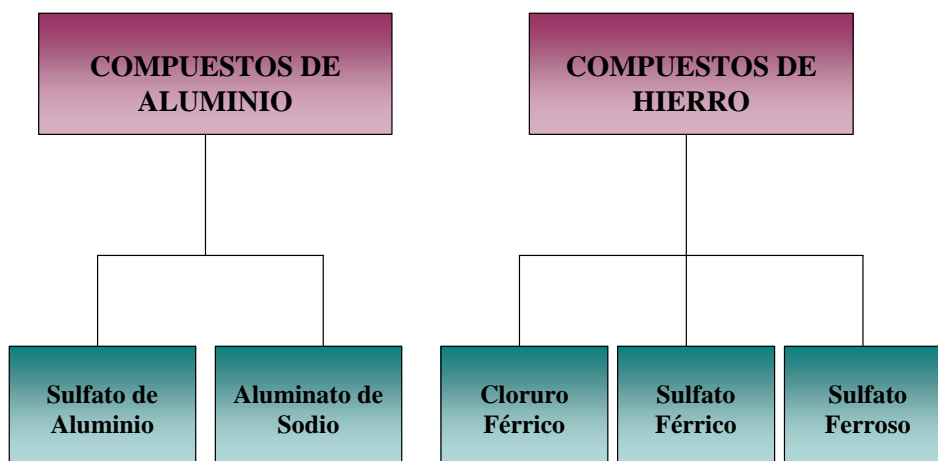 COMPUESTOS DE
ALUMINIO
COMPUESTOS DE
HIERRO
Sulfato de
Aluminio
Aluminato de
Sodio
Cloruro
Férrico
Sulfato
Férrico
Sulfato
Ferroso